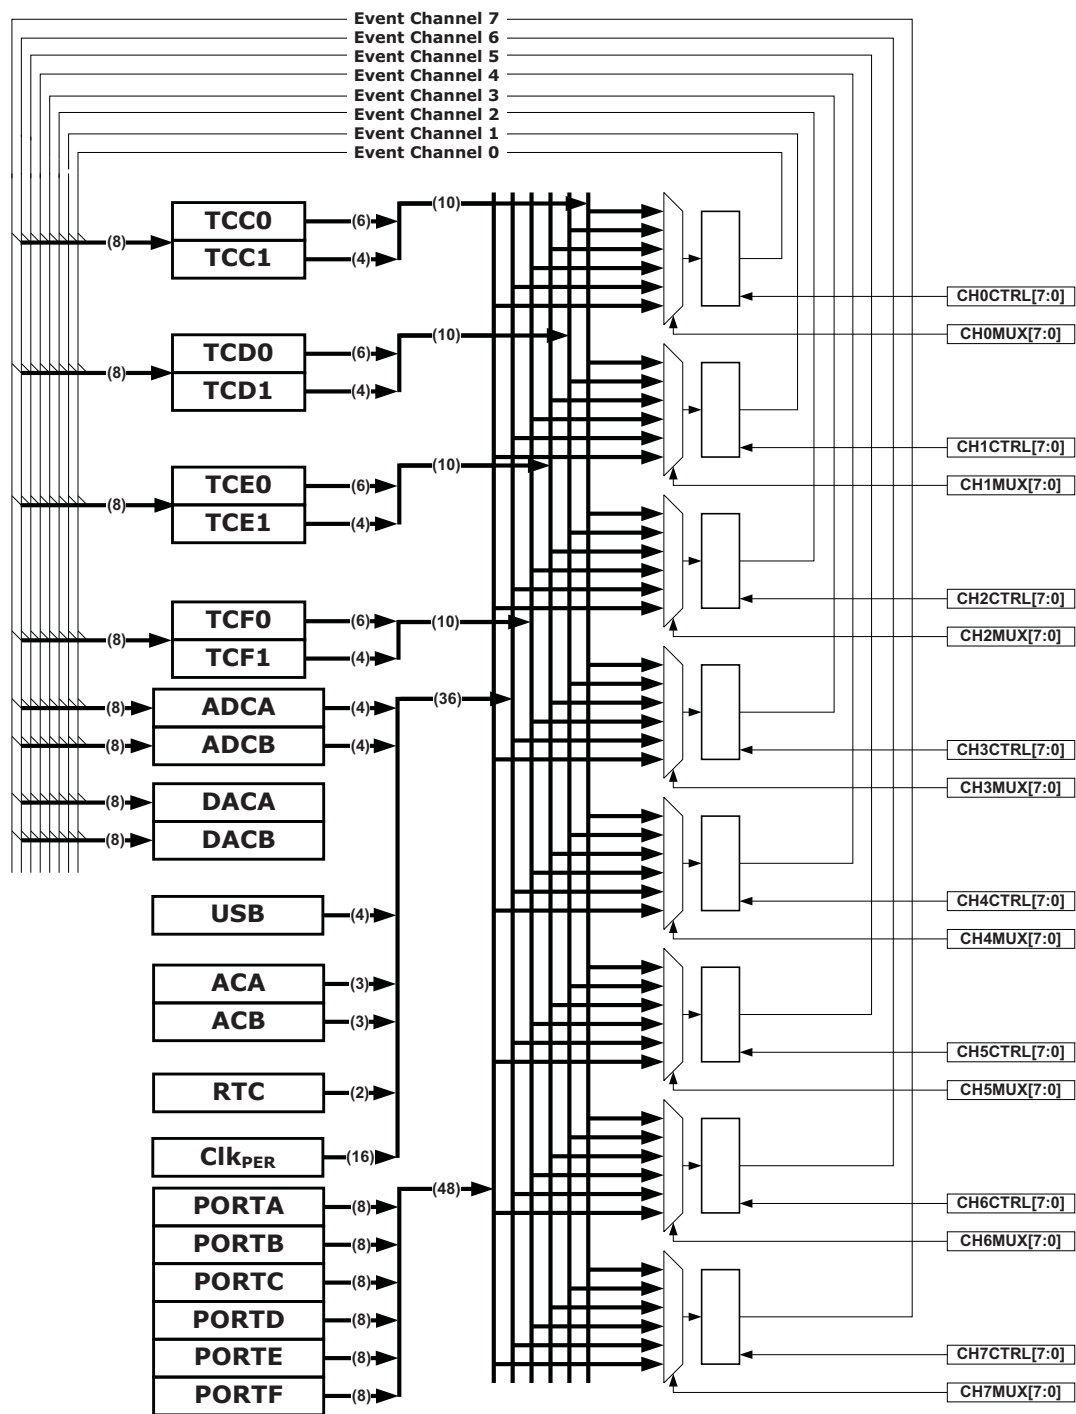 Event Channel 7
Event Channel 6
Event Channel 5
Event Channel 4
Event Channel 3
Event Channel 2
Event Channel 1
Event Channel 0
(10)
TCC0 (6)
(8)
TCC1 (4)
CH0CTRL[7:0]
CH0MUX[7:0]
(10)
TCD0 (6)
(8)
TCD1 (4)
CH1CTRL[7:0]
(10)
TCE0 (6)
CH1MUX[7:0]
(8)
TCE1 (4)
CH2CTRL[7:0]
TCF0 (6) (10)
CH2MUX[7:0]
(8)
TCF1 (4)
(36)
(8) ADCA (4)
(8) ADCB (4)
CH3CTRL[7:0]
CH3MUX[7:0]
(8) DACA
(8) DACB
CH4CTRL[7:0]
USB (4)
CH4MUX[7:0]
ACA (3)
ACB (3)
CH5CTRL[7:0]
RTC (2)
CH5MUX[7:0]
ClkPER (16)
(48)
PORTA (8)
CH6CTRL[7:0]
PORTB (8)
CH6MUX[7:0]
PORTC (8)
PORTD (8)
PORTE (8)
CH7CTRL[7:0]
PORTF (8)
CH7MUX[7:0]